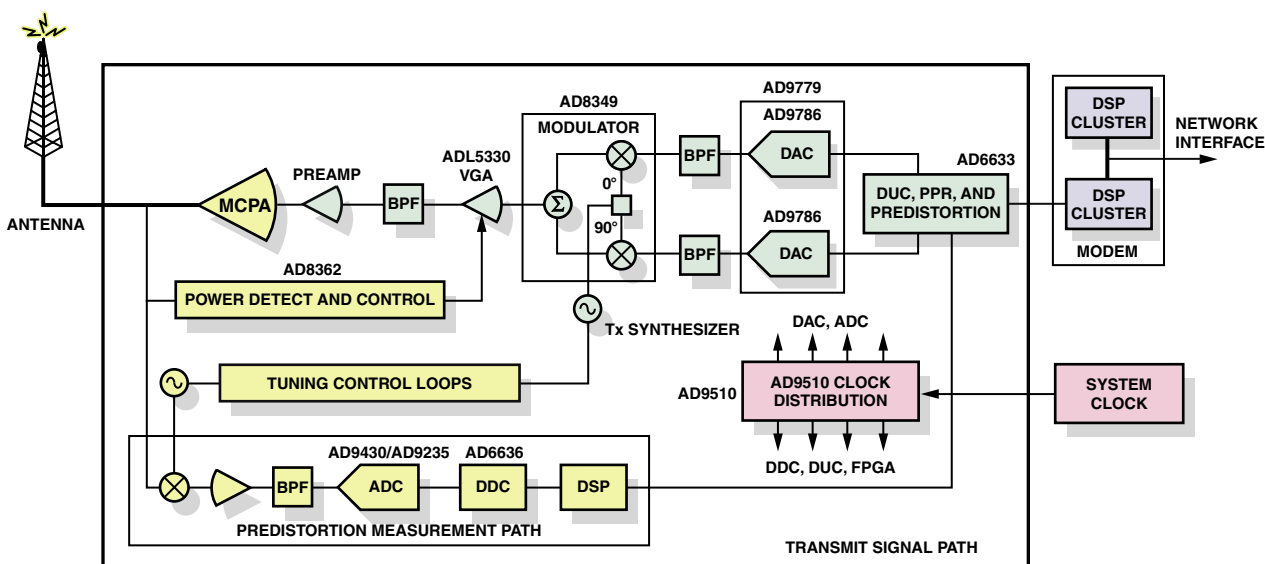 AD9779
AD8349
AD9786
MODULATOR
DSP
CLUSTER
NETWORK
INTERFACE
ADL5330
VGA
BPF
DAC
AD6633
PREAMP
0°
DUC, PPR, AND
PREDISTORTION
DSP
CLUSTER
MCPA
BPF
Σ
AD9786
ANTENNA
90°
BPF
DAC
MODEM
AD8362
POWER DETECT AND CONTROL
Tx SYNTHESIZER
DAC, ADC
TUNING CONTROL LOOPS
AD9510
AD9510 CLOCK
DISTRIBUTION
SYSTEM
CLOCK
AD9430/AD9235
AD6636
DDC, DUC, FPGA
BPF
ADC
DDC
DSP
PREDISTORTION MEASUREMENT PATH
TRANSMIT SIGNAL PATH